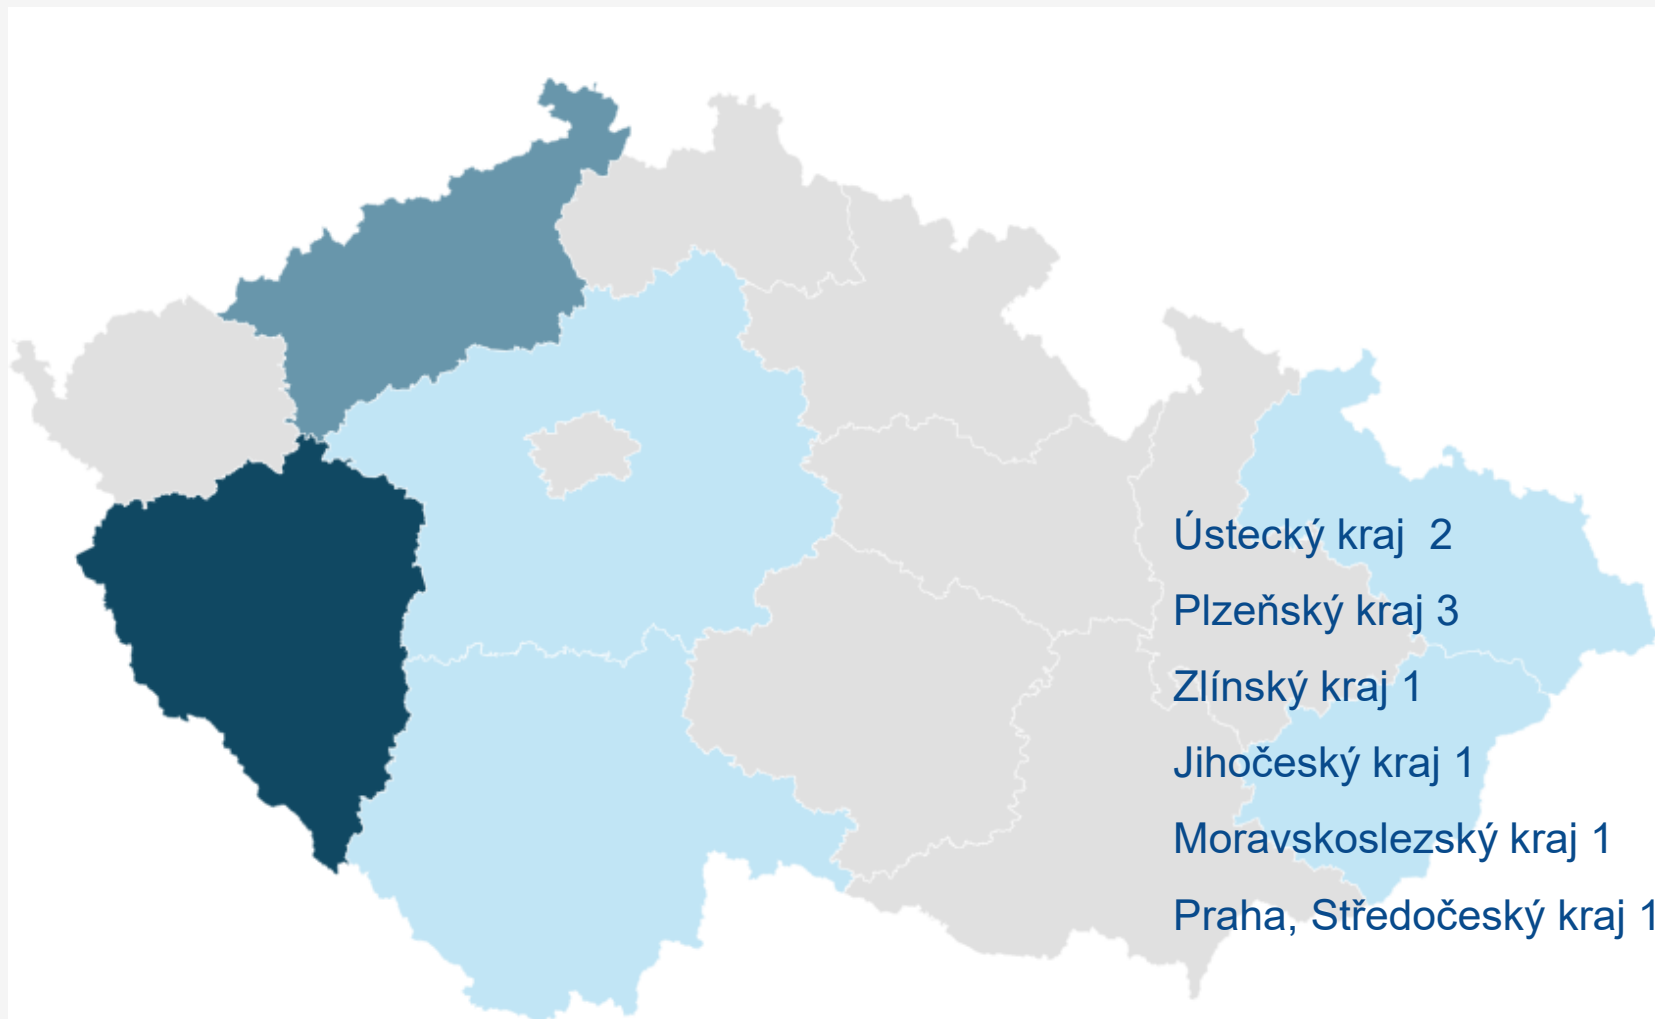 Ústecký kraj  2
Plzeňský kraj 3
Zlínský kraj 1
Jihočeský kraj 1
Moravskoslezský kraj 1
Praha, Středočeský kraj 1